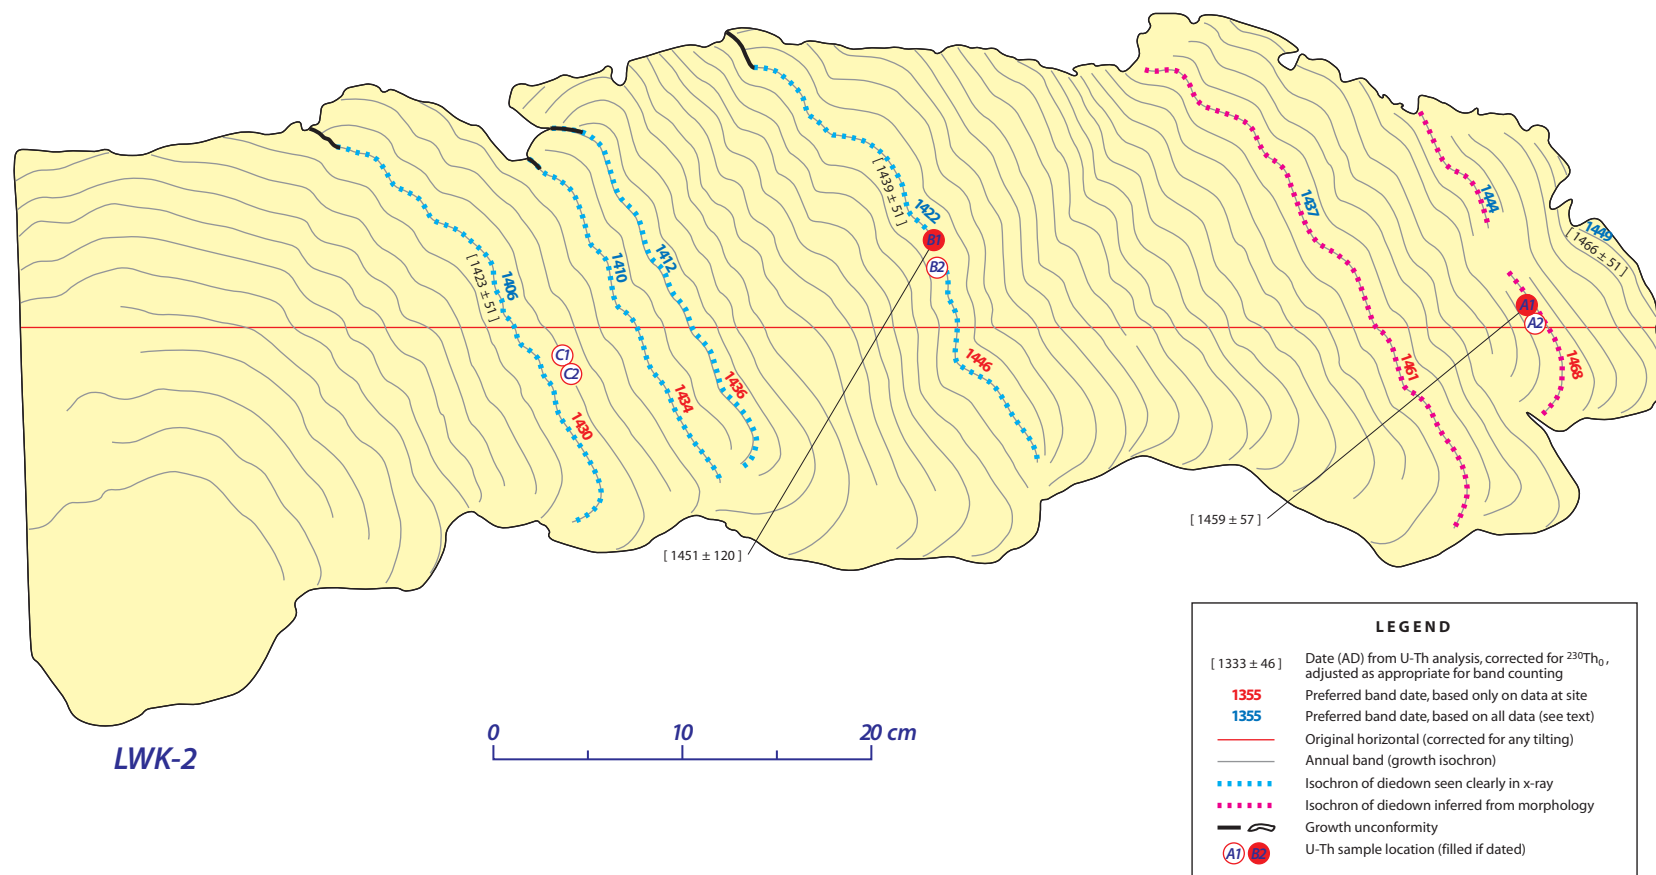 1406
[ 1423 ± 51 ]
1430
C1
C2
1410
1434
1412
1436
[ 1439 ± 51 ]
1422
B1
B2
1446
[ 1451 ± 120 ]
1437
1461
1444
1449
[ 1466 ± 51 ]
A1
A2
1468
[ 1459 ± 57 ]
LWK-2
0 10 20 cm
LEGEND
[ 1333 ± 46 ] Date (AD) from U-Th analysis, corrected for ²³⁰Th₀,
adjusted as appropriate for band counting
1355 Preferred band date, based only on data at site
1355 Preferred band date, based on all data (see text)
Original horizontal (corrected for any tilting)
Annual band (growth isochron)
Isochron of diedown seen clearly in x-ray
Isochron of diedown inferred from morphology
Growth unconformity
A1 B2 U-Th sample location (filled if dated)